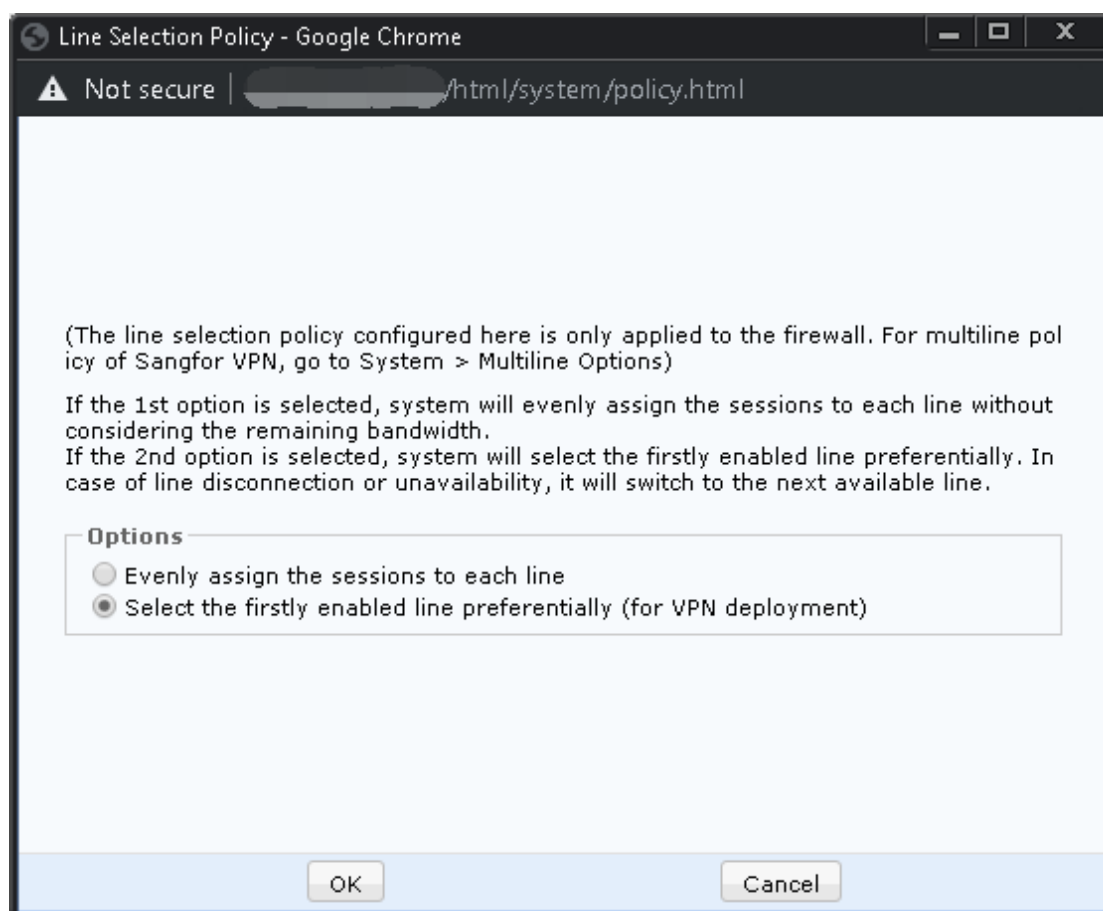 Line Selection Policy - Google Chrome
Not secure | /html/system/policy.html
(The line selection policy configured here is only applied to the firewall. For multiline pol
icy of Sangfor VPN, go to System > Multiline Options)
If the 1st option is selected, system will evenly assign the sessions to each line without
considering the remaining bandwidth.
If the 2nd option is selected, system will select the firstly enabled line preferentially. In
case of line disconnection or unavailability, it will switch to the next available line.
Options
Evenly assign the sessions to each line
Select the firstly enabled line preferentially (for VPN deployment)
OK
Cancel